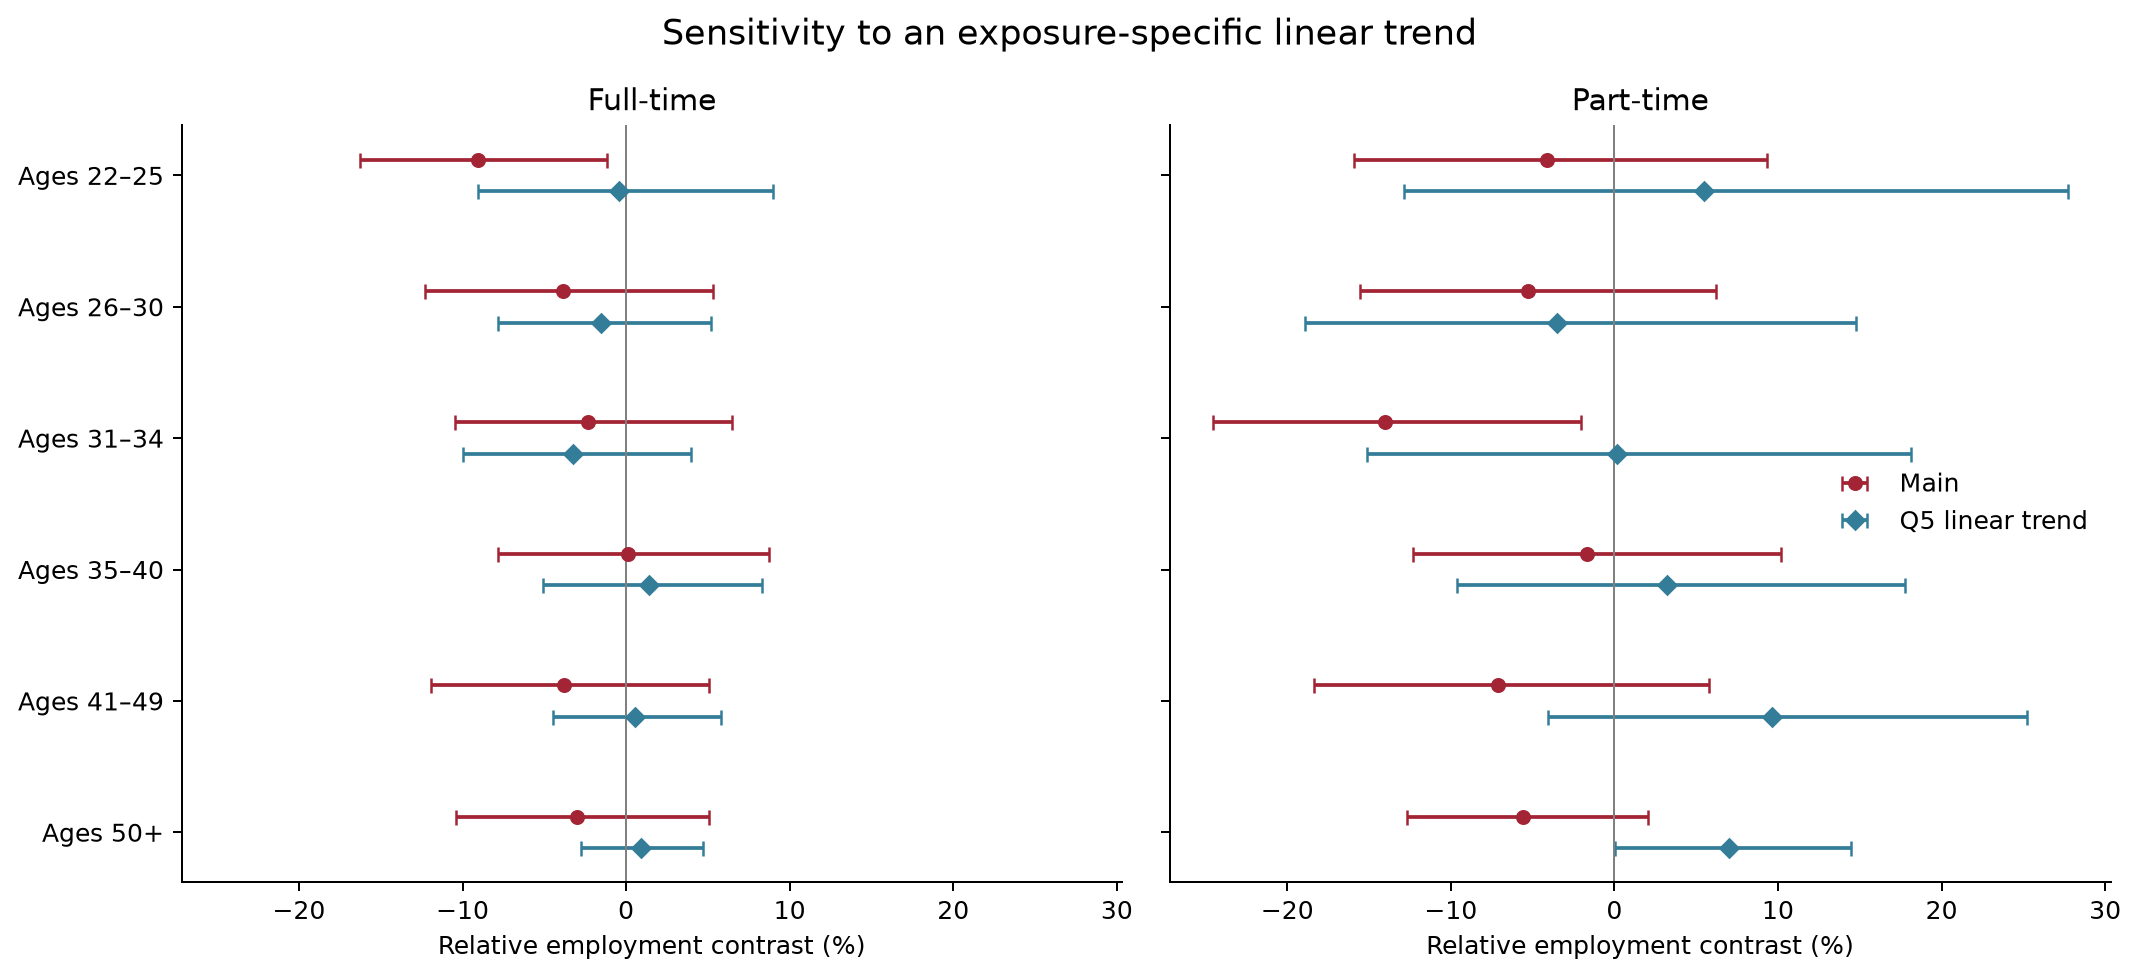 Sensitivity to an exposure-specific linear trend
Full-time
Part-time
Ages 22–25
Ages 26–30
Ages 31–34
Ages 35–40
Ages 41–49
Ages 50+
Main
Q5 linear trend
−20 −10 0 10 20 30
−20 −10 0 10 20 30
Relative employment contrast (%)
Relative employment contrast (%)